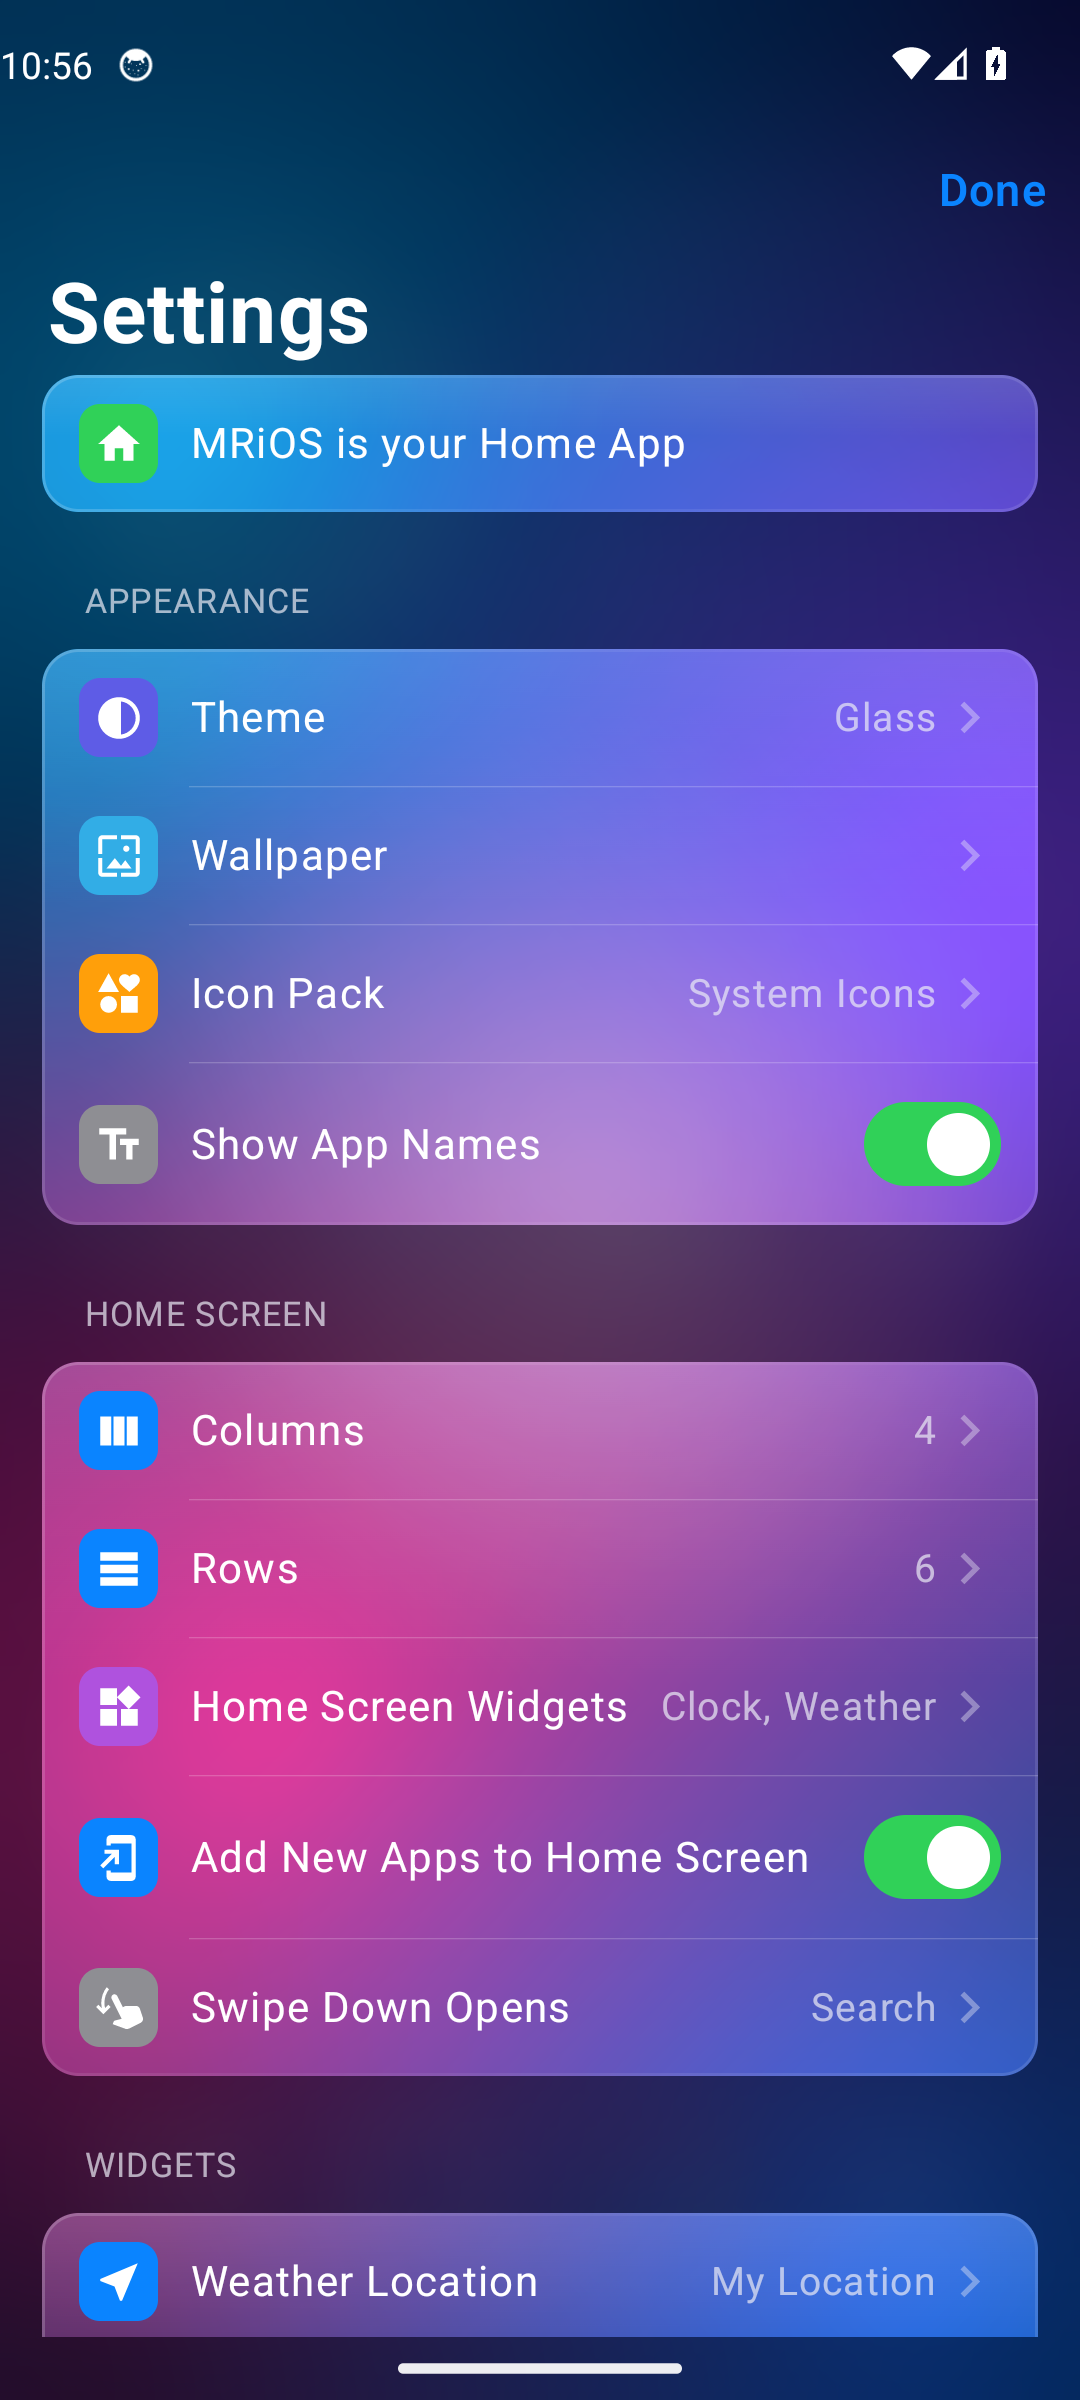 10:56
Done
Settings
MRiOS is your Home App
APPEARANCE
Theme Glass
Wallpaper
Icon Pack System Icons
Show App Names
HOME SCREEN
Columns 4
Rows 6
Home Screen Widgets Clock, Weather
Add New Apps to Home Screen
Swipe Down Opens Search
WIDGETS
Weather Location My Location